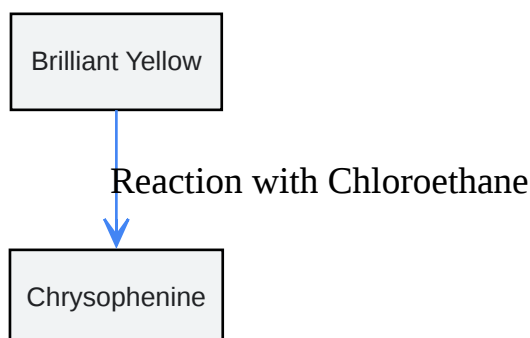 Brilliant Yellow
Reaction with Chloroethane
Chrysophenine